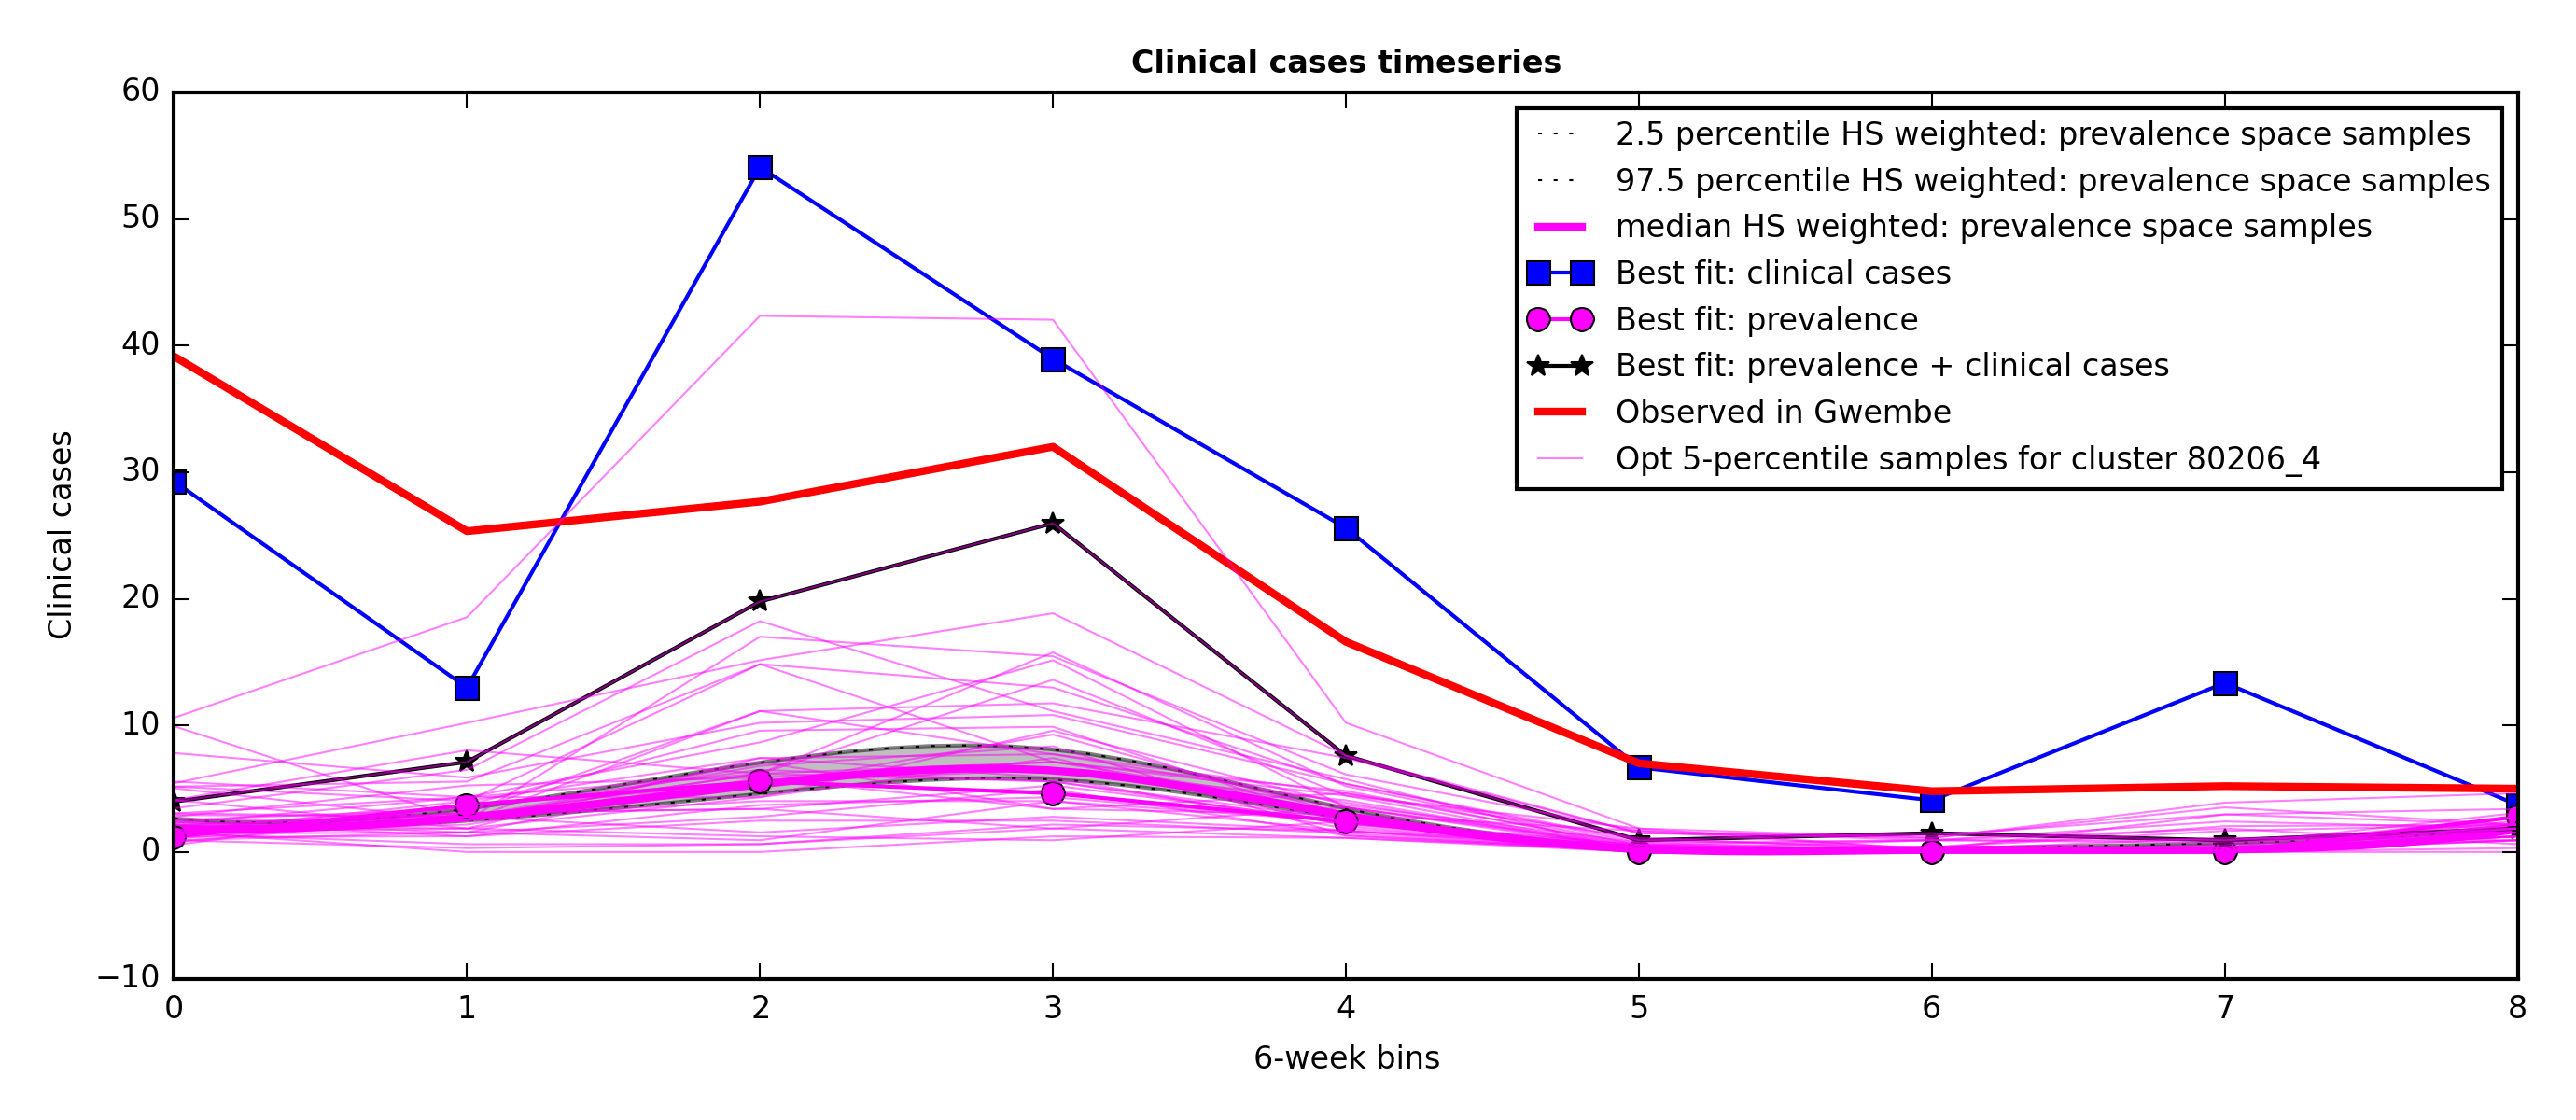 Clinical cases timeseries
60
50
40
30
20
10
0
−10
Clinical cases
2.5 percentile HS weighted: prevalence space samples
97.5 percentile HS weighted: prevalence space samples
median HS weighted: prevalence space samples
Best fit: clinical cases
Best fit: prevalence
Best fit: prevalence + clinical cases
Observed in Gwembe
Opt 5-percentile samples for cluster 80206_4
0 1 2 3 4 5 6 7 8
6-week bins